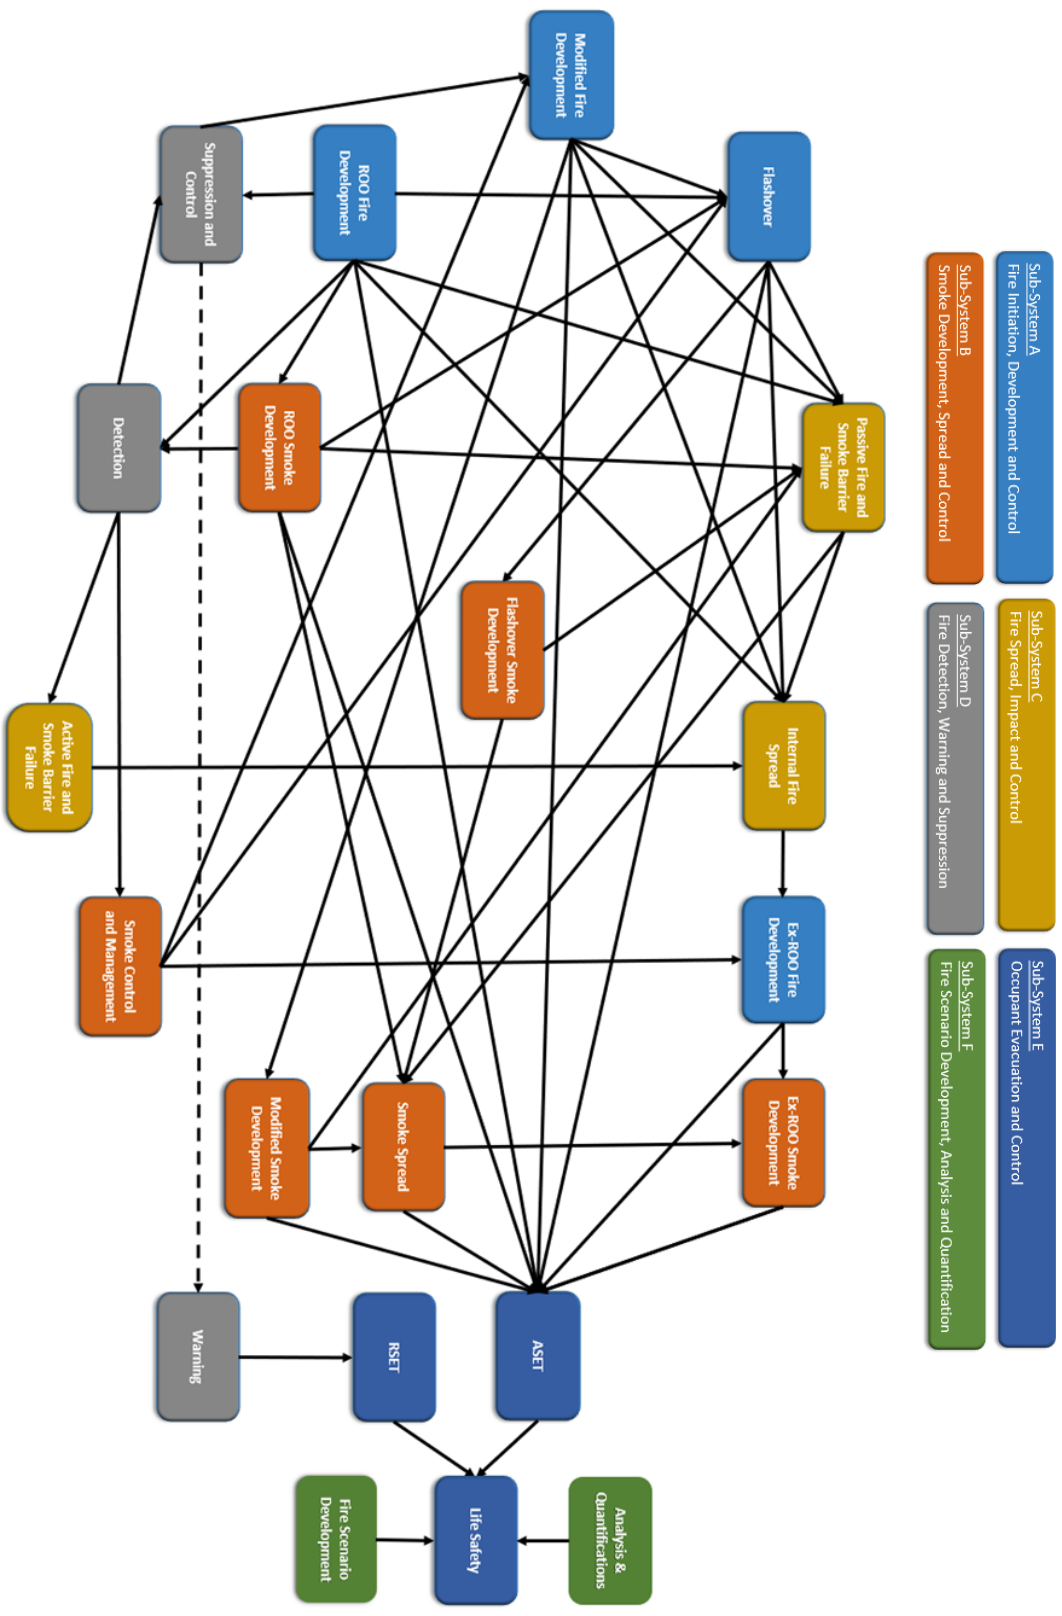 Sub-System A
Fire Initiation, Development and Control
Sub-System C
Fire Spread, Impact and Control
Sub-System E
Occupant Evacuation and Control
Sub-System B
Smoke Development, Spread and Control
Sub-System D
Fire Detection, Warning and Suppression
Sub-System F
Fire Scenario Development, Analysis and Quantification
Flashover
Passive Fire and
Smoke Barrier
Failure
Internal Fire
Spread
Ex-ROO Fire
Development
Ex-ROO Smoke
Development
Modified Fire
Development
Flashover Smoke
Development
ASET
Analysis &
Quantifications
ROO Fire
Development
ROO Smoke
Development
Smoke Spread
RSET
Life Safety
Modified Smoke
Development
Fire Scenario
Development
Suppression and
Control
Warning
Detection
Smoke Control
and Management
Active Fire and
Smoke Barrier
Failure